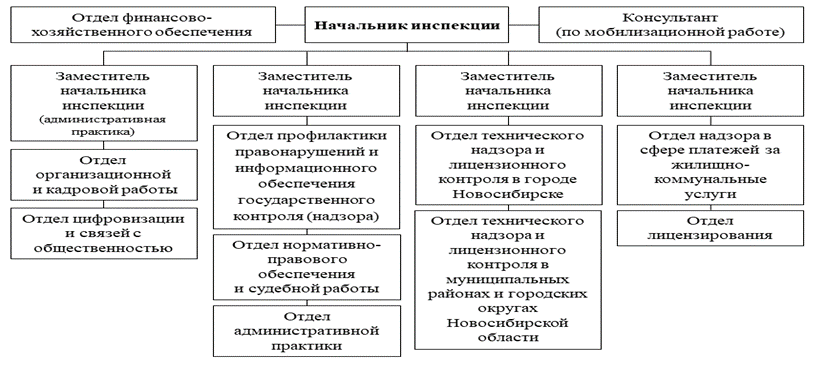 Отдел финансово-
хозяйственного обеспечения
Начальник инспекции
Консультант
(по мобилизационной работе)
Заместитель
начальника
инспекции
(административная
практика)
Отдел
организационной
и кадровой работы
Отдел цифровизации
и связей с
общественностью
Заместитель
начальника
инспекции
Отдел профилактики
правонарушений и
информационного
обеспечения
государственного
контроля (надзора)
Отдел нормативно-
правового
обеспечения
и судебной работы
Отдел
административной
практики
Заместитель
начальника
инспекции
Отдел технического
надзора и
лицензионного
контроля в городе
Новосибирске
Отдел технического
надзора и
лицензионного
контроля в
муниципальных
районах и городских
округах
Новосибирской
области
Заместитель
начальника
инспекции
Отдел надзора в
сфере платежей за
жилищно-
коммунальные
услуги
Отдел
лицензирования